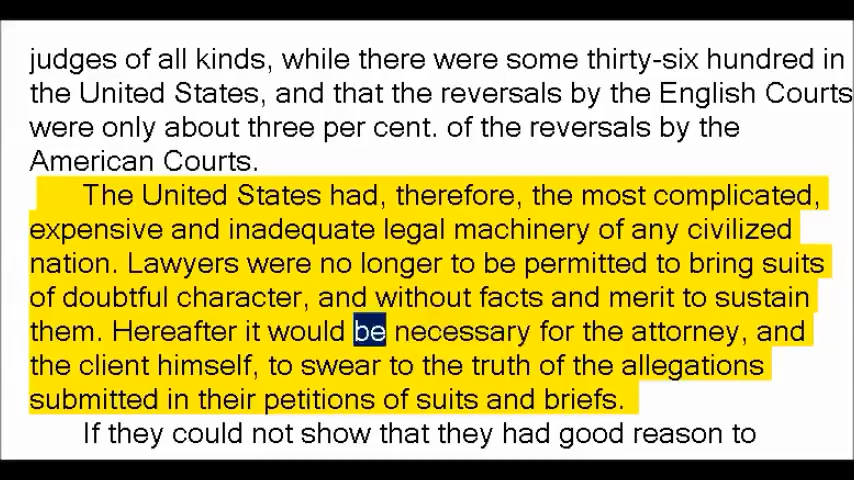 judges of all kinds, while there were some thirty-six hundred in
the United States, and that the reversals by the English Courts
were only about three per cent. of the reversals by the
American Courts.
The United States had, therefore, the most complicated,
expensive and inadequate legal machinery of any civilized
nation. Lawyers were no longer to be permitted to bring suits
of doubtful character, and without facts and merit to sustain
them. Hereafter it would be necessary for the attorney, and
the client himself, to swear to the truth of the allegations
submitted in their petitions of suits and briefs.
If they could not show that they had good reason to